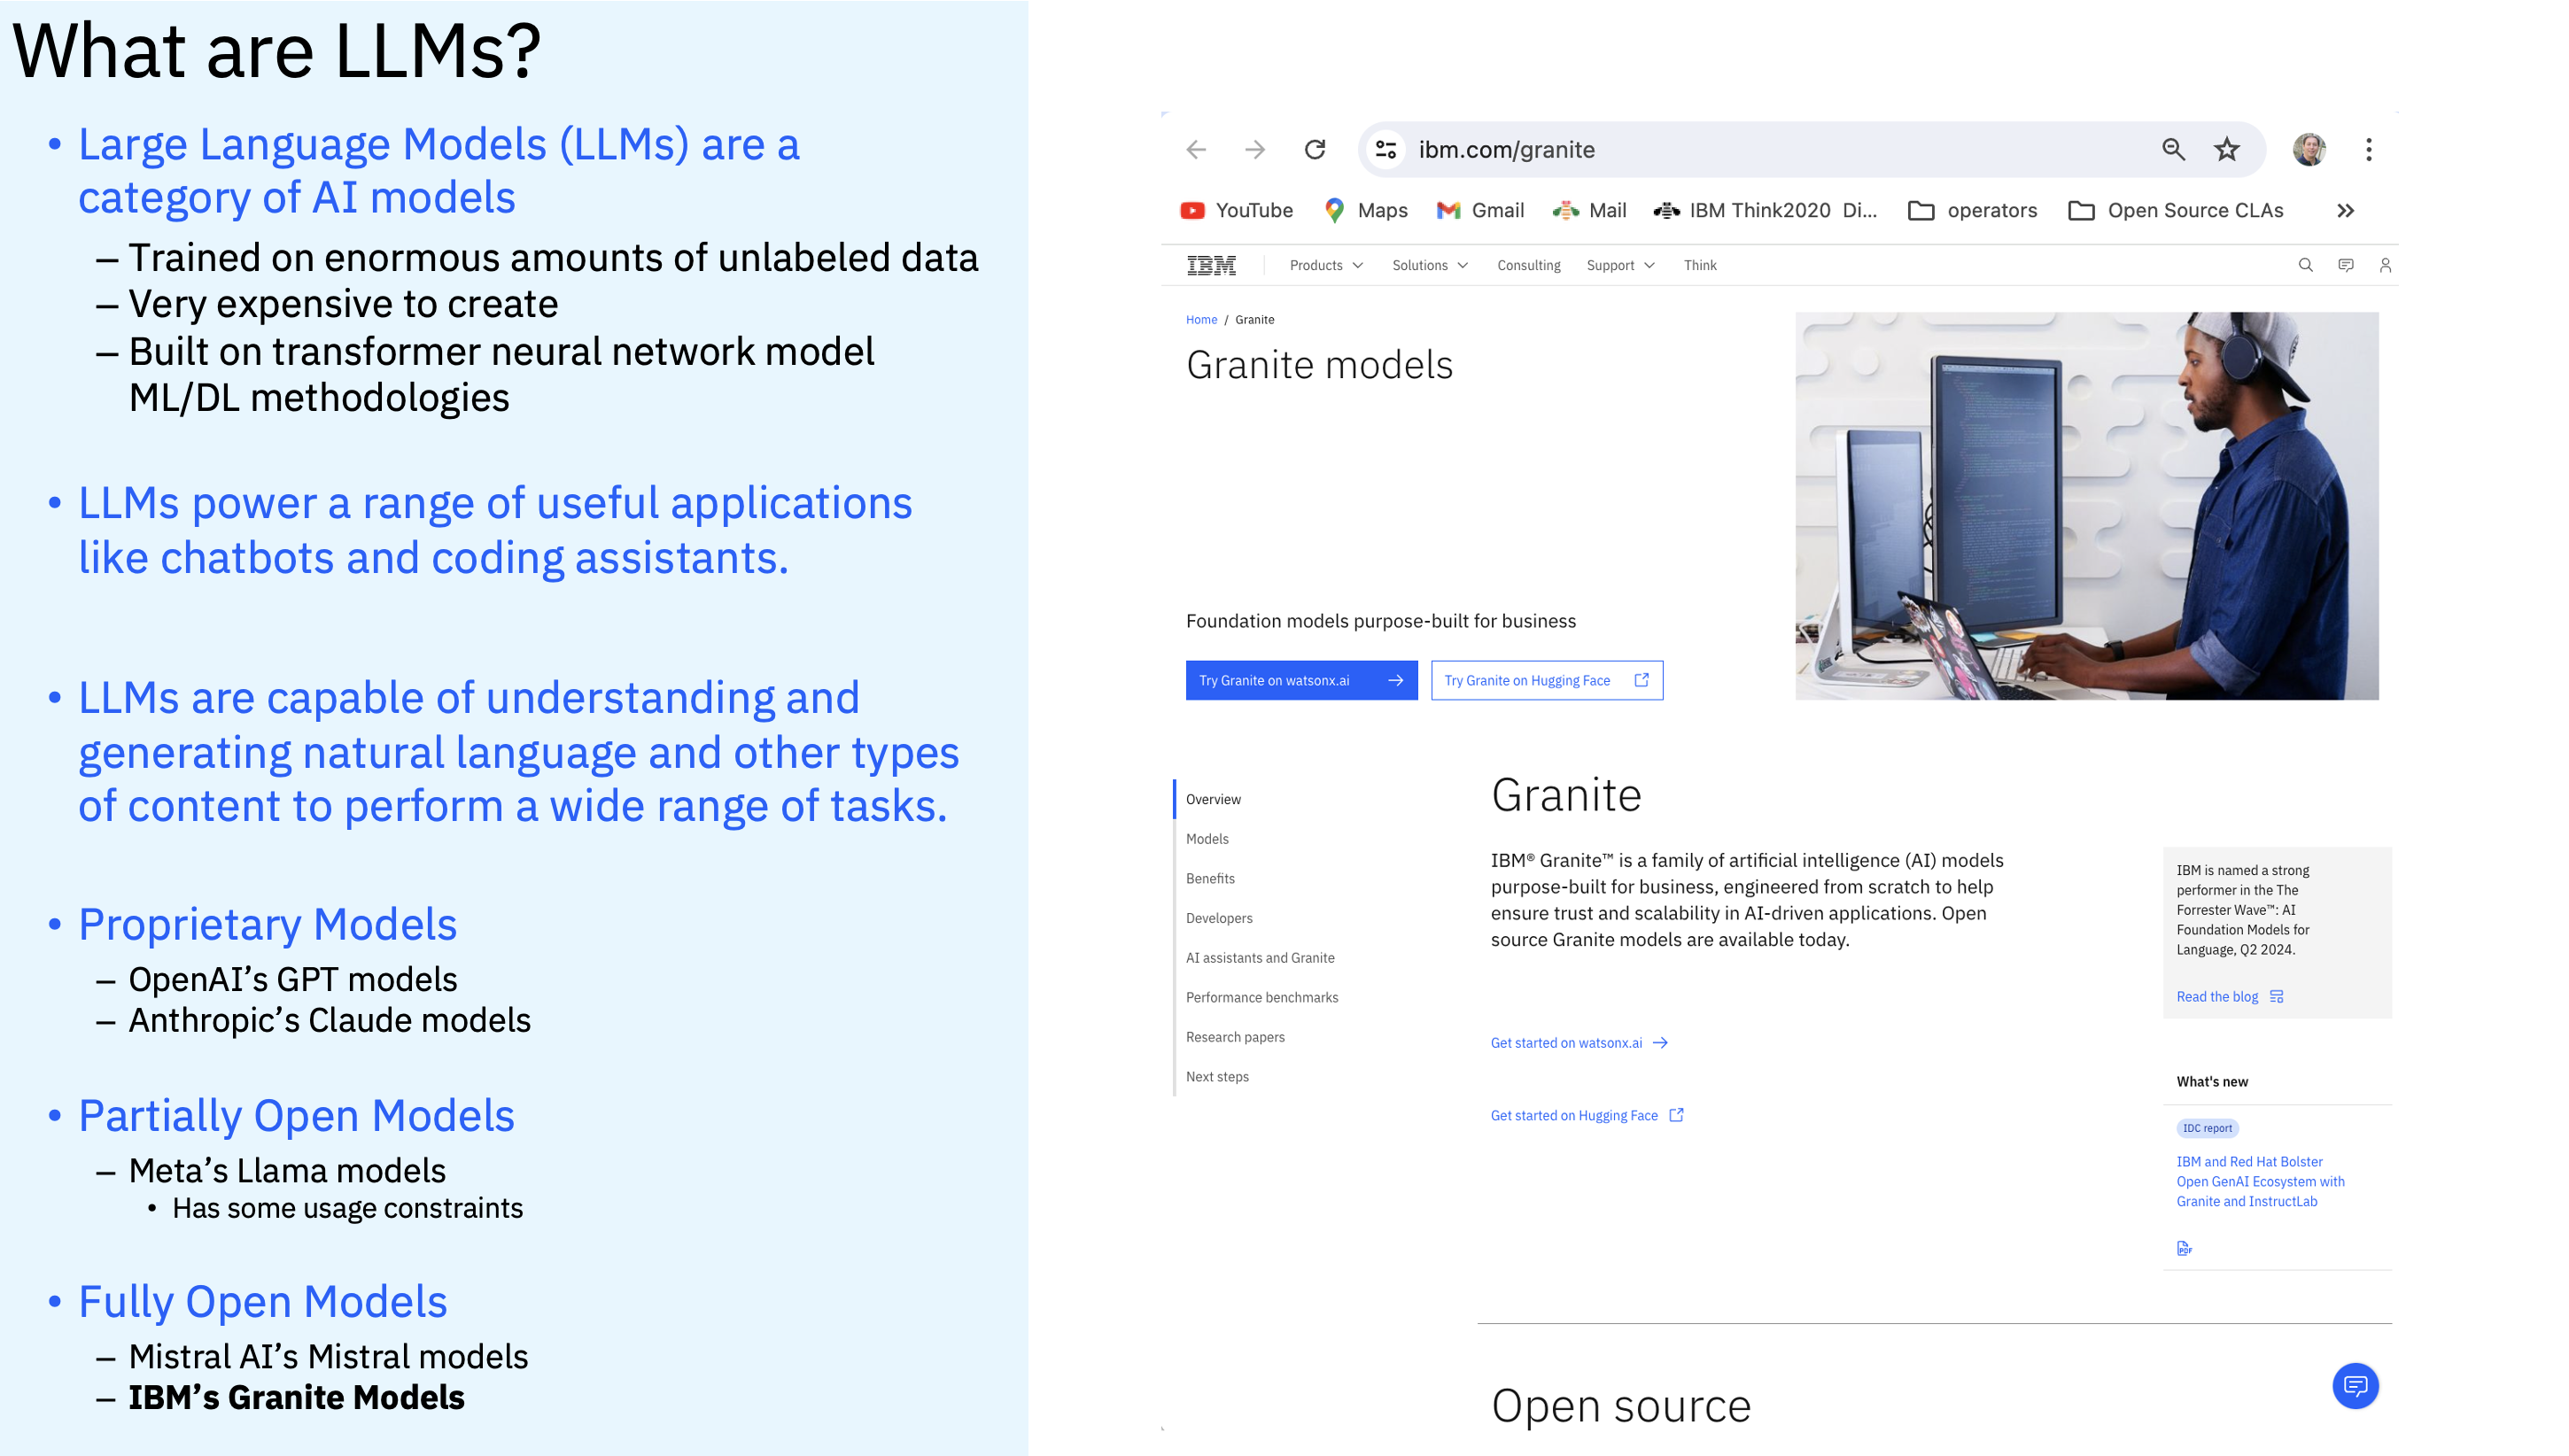 What are LLMs?
• Large Language Models (LLMs) are a
category of AI models
– Trained on enormous amounts of unlabeled data
– Very expensive to create
– Built on transformer neural network model
ML/DL methodologies
• LLMs power a range of useful applications
like chatbots and coding assistants.
• LLMs are capable of understanding and
generating natural language and other types
of content to perform a wide range of tasks.
• Proprietary Models
– OpenAI’s GPT models
– Anthropic’s Claude models
• Partially Open Models
– Meta’s Llama models
• Has some usage constraints
• Fully Open Models
– Mistral AI’s Mistral models
– IBM’s Granite Models
ibm.com/granite
YouTube Maps Gmail Mail IBM Think2020 Di... operators Open Source CLAs »
IBM Products Solutions Consulting Support Think
Home / Granite
Granite models
Foundation models purpose-built for business
Try Granite on watsonx.ai → Try Granite on Hugging Face
Overview
Models
Benefits
Developers
AI assistants and Granite
Performance benchmarks
Research papers
Next steps
Granite
IBM® Granite™ is a family of artificial intelligence (AI) models
purpose-built for business, engineered from scratch to help
ensure trust and scalability in AI-driven applications. Open
source Granite models are available today.
Get started on watsonx.ai →
Get started on Hugging Face
IBM is named a strong
performer in the The
Forrester Wave™: AI
Foundation Models for
Language, Q2 2024.
Read the blog
What's new
IDC report
IBM and Red Hat Bolster
Open GenAI Ecosystem with
Granite and InstructLab
PDF
Open source